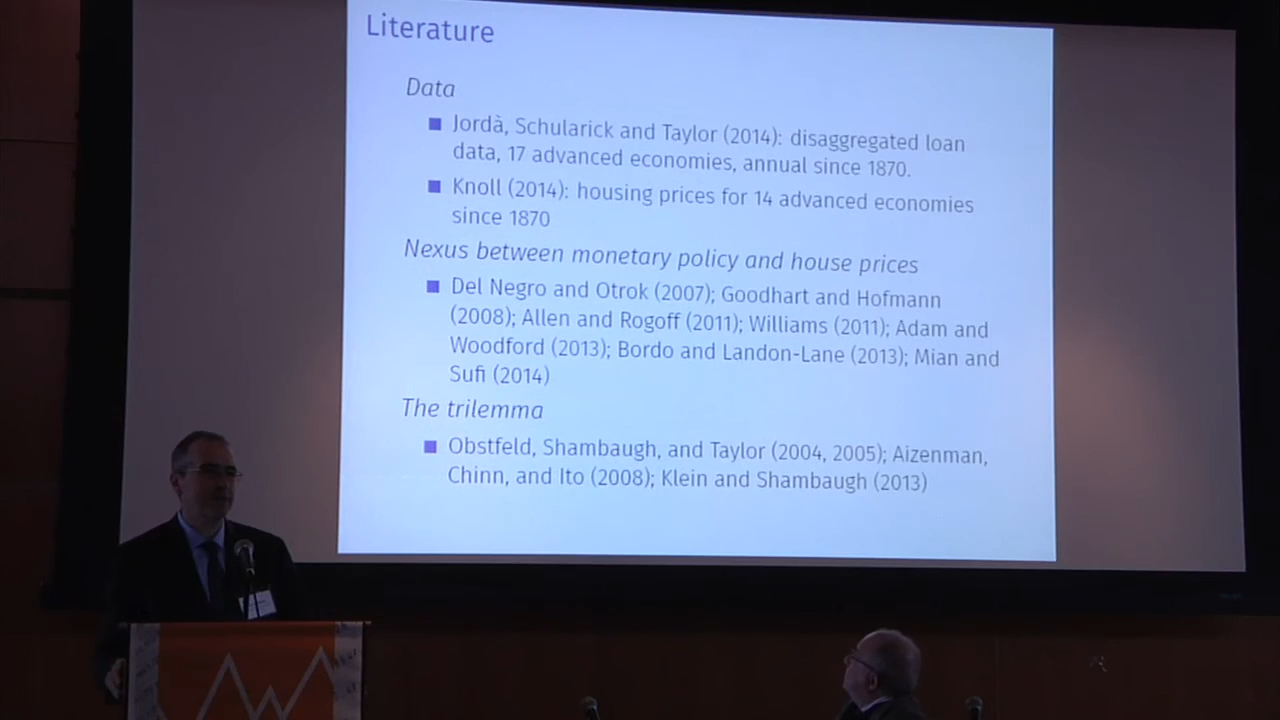 Literature
Data
Jordà, Schularick and Taylor (2014): disaggregated loan
data, 17 advanced economies, annual since 1870.
Knoll (2014): housing prices for 14 advanced economies
since 1870
Nexus between monetary policy and house prices
Del Negro and Otrok (2007); Goodhart and Hofmann
(2008); Allen and Rogoff (2011); Williams (2011); Adam and
Woodford (2013); Bordo and Landon-Lane (2013); Mian and
Sufi (2014)
The trilemma
Obstfeld, Shambaugh, and Taylor (2004, 2005); Aizenman,
Chinn, and Ito (2008); Klein and Shambaugh (2013)